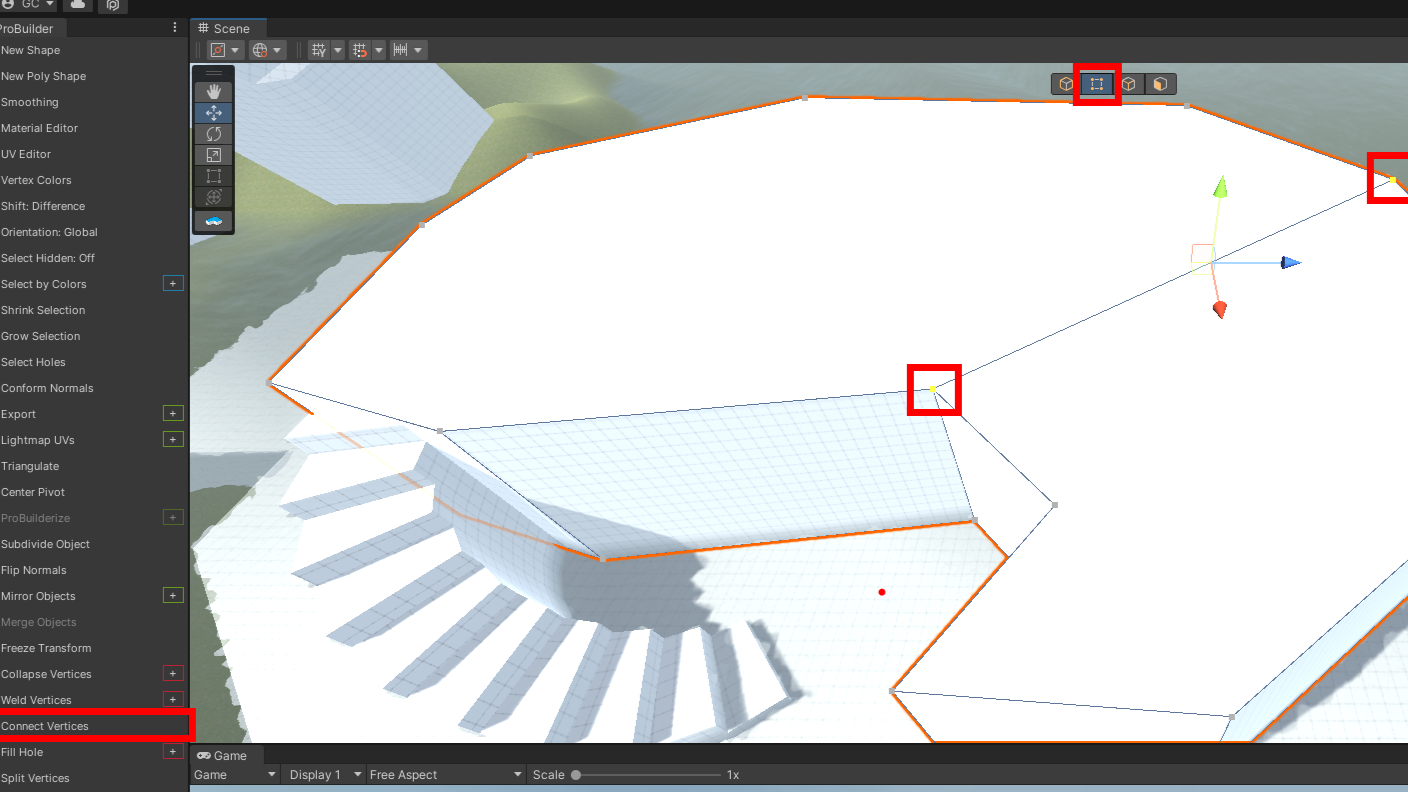 GC
ProBuilder
Scene
New Shape
New Poly Shape
Smoothing
Material Editor
UV Editor
Vertex Colors
Shift: Difference
Orientation: Global
Select Hidden: Off
Select by Colors +
Shrink Selection
Grow Selection
Select Holes
Conform Normals
Export +
Lightmap UVs +
Triangulate
Center Pivot
ProBuilderize +
Subdivide Object
Flip Normals
Mirror Objects +
Merge Objects
Freeze Transform
Collapse Vertices +
Weld Vertices +
Connect Vertices
Fill Hole +
Split Vertices
Game
Game Display 1 Free Aspect Scale 1x